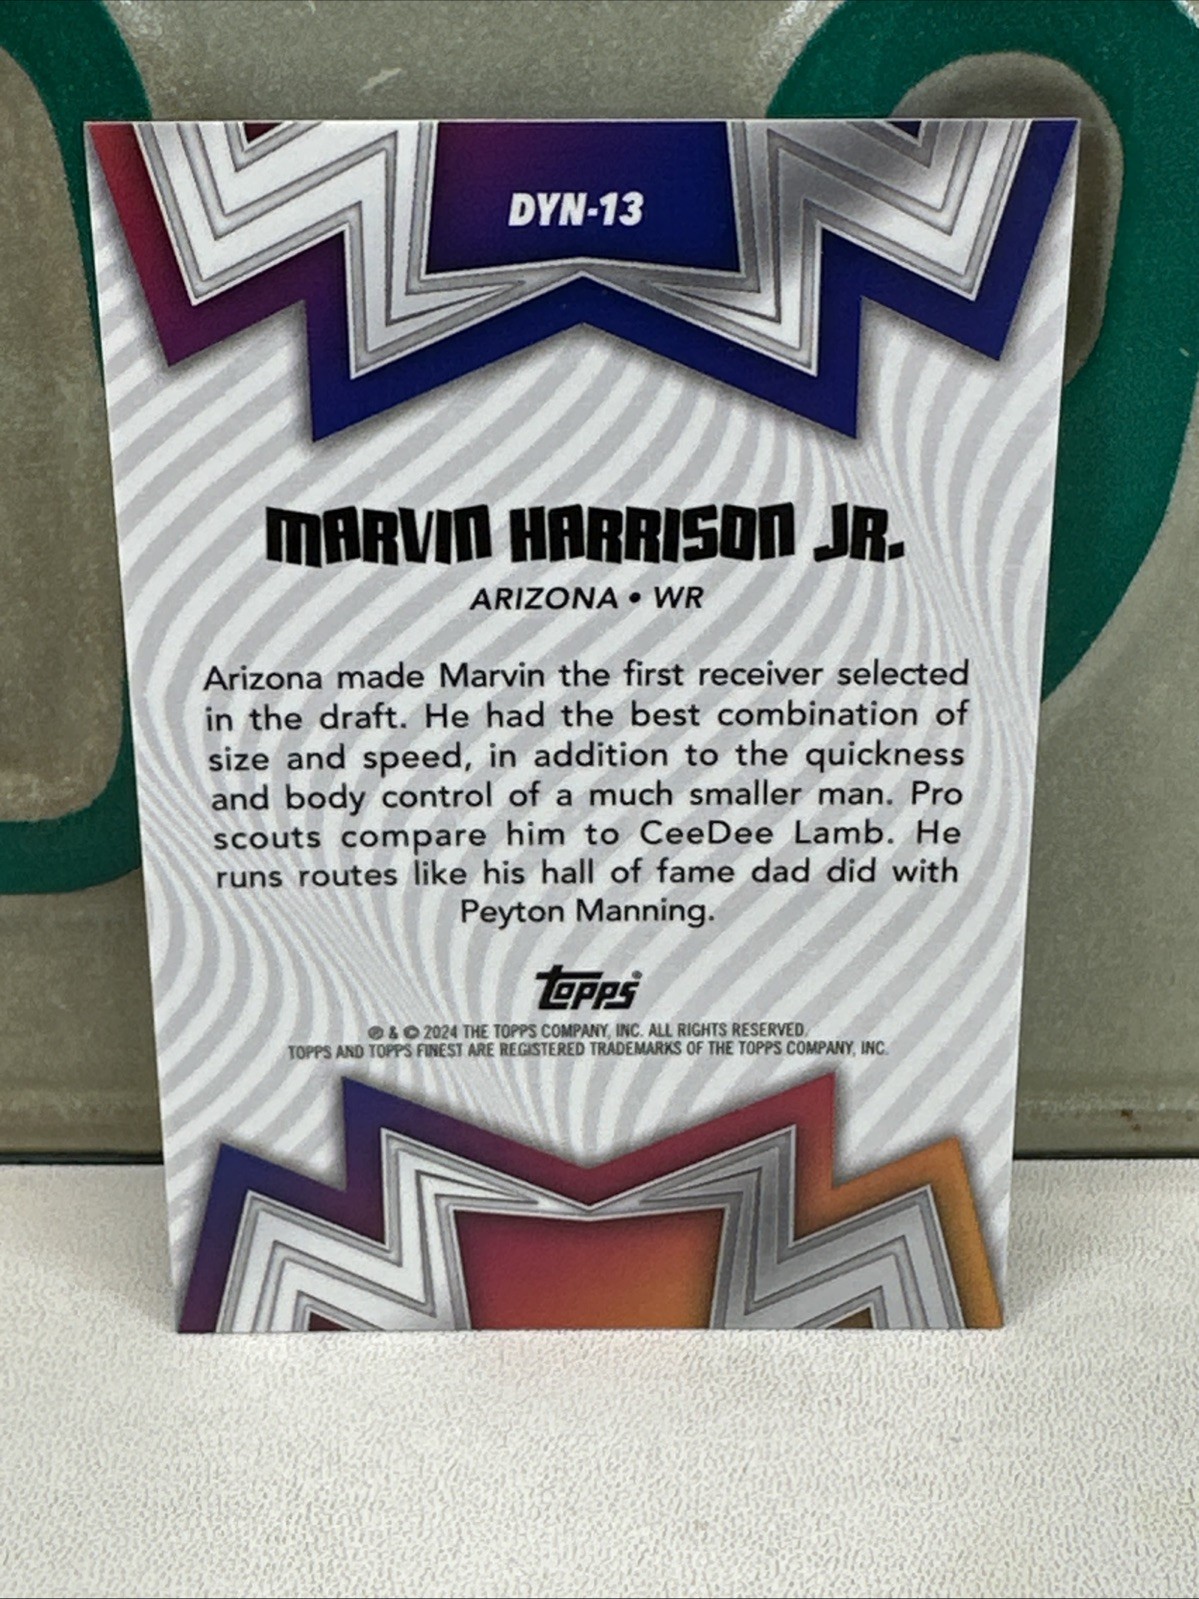 DYN-13
MARVIN HARRISON JR.
ARIZONA • WR
Arizona made Marvin the first receiver selected
in the draft. He had the best combination of
size and speed, in addition to the quickness
and body control of a much smaller man. Pro
scouts compare him to CeeDee Lamb. He
runs routes like his hall of fame dad did with
Peyton Manning.
topps®
℗ & © 2024 THE TOPPS COMPANY, INC. ALL RIGHTS RESERVED.
TOPPS AND TOPPS FINEST ARE REGISTERED TRADEMARKS OF THE TOPPS COMPANY, INC.